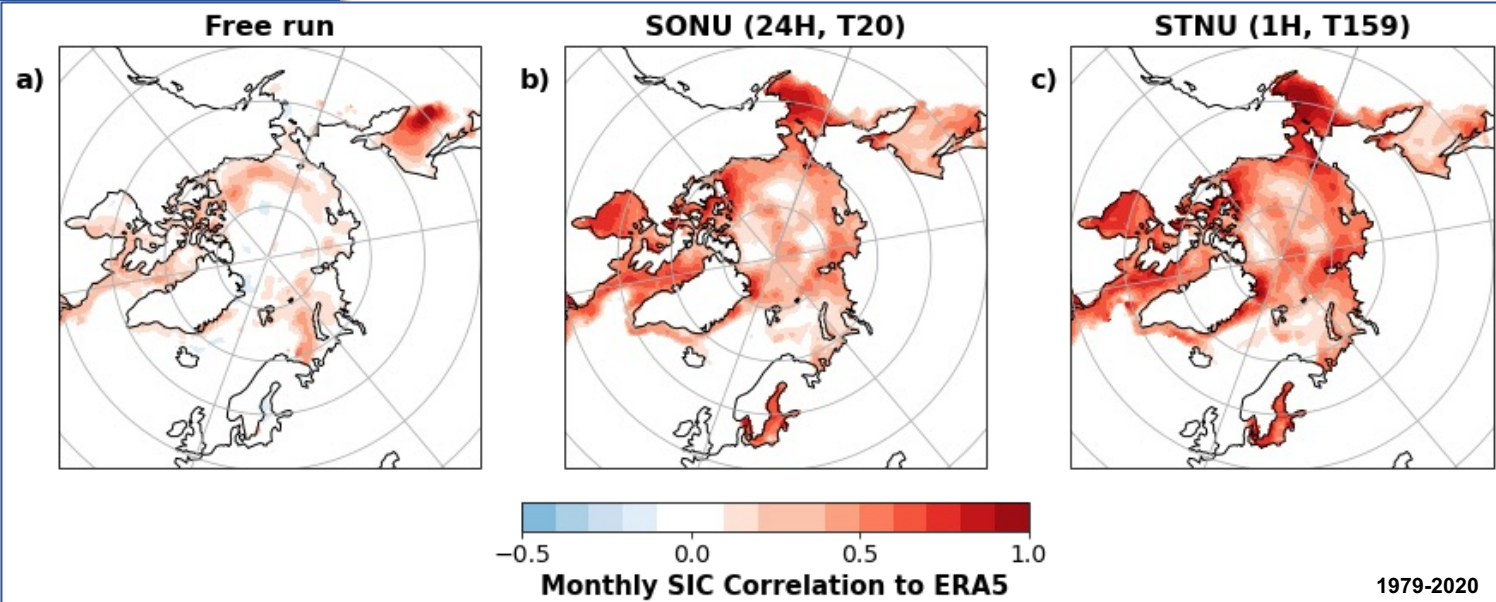 Free run
SONU (24H, T20)
STNU (1H, T159)
a)
b)
c)
−0.5
0.0
0.5
1.0
Monthly SIC Correlation to ERA5
1979-2020